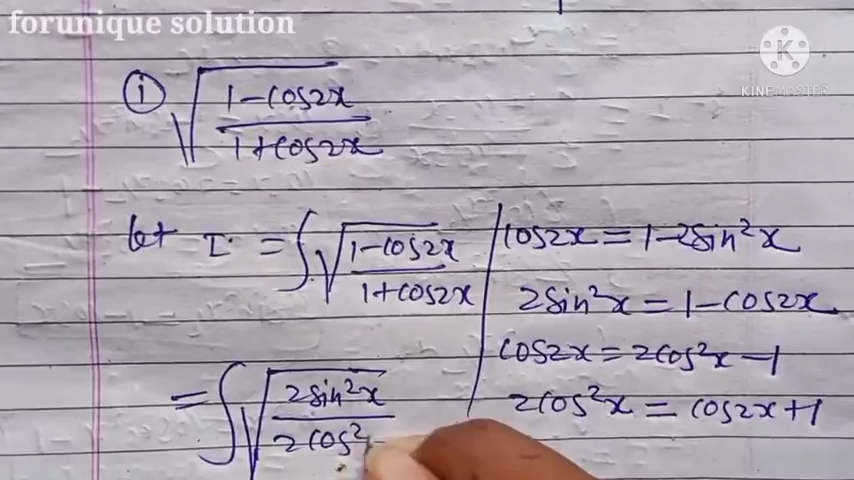 forunique solution
KINEMASTER
① √((1-cos2x)/(1+cos2x))
let I = ∫√((1-cos2x)/(1+cos2x))
= ∫√((2sin²x)/(2cos²
cos2x = 1-2sin²x
2sin²x = 1-cos2x
cos2x = 2cos²x -1
2cos²x = cos2x+1